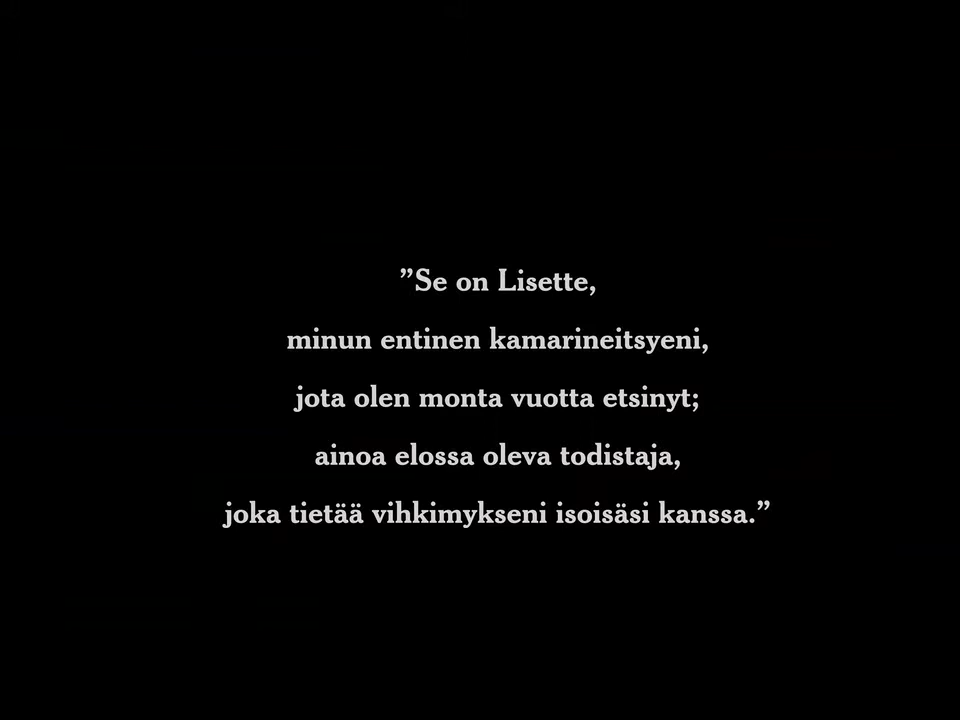 ”Se on Lisette,
minun entinen kamarineitsyeni,
jota olen monta vuotta etsinyt;
ainoa elossa oleva todistaja,
joka tietää vihkimykseni isoisäsi kanssa.”